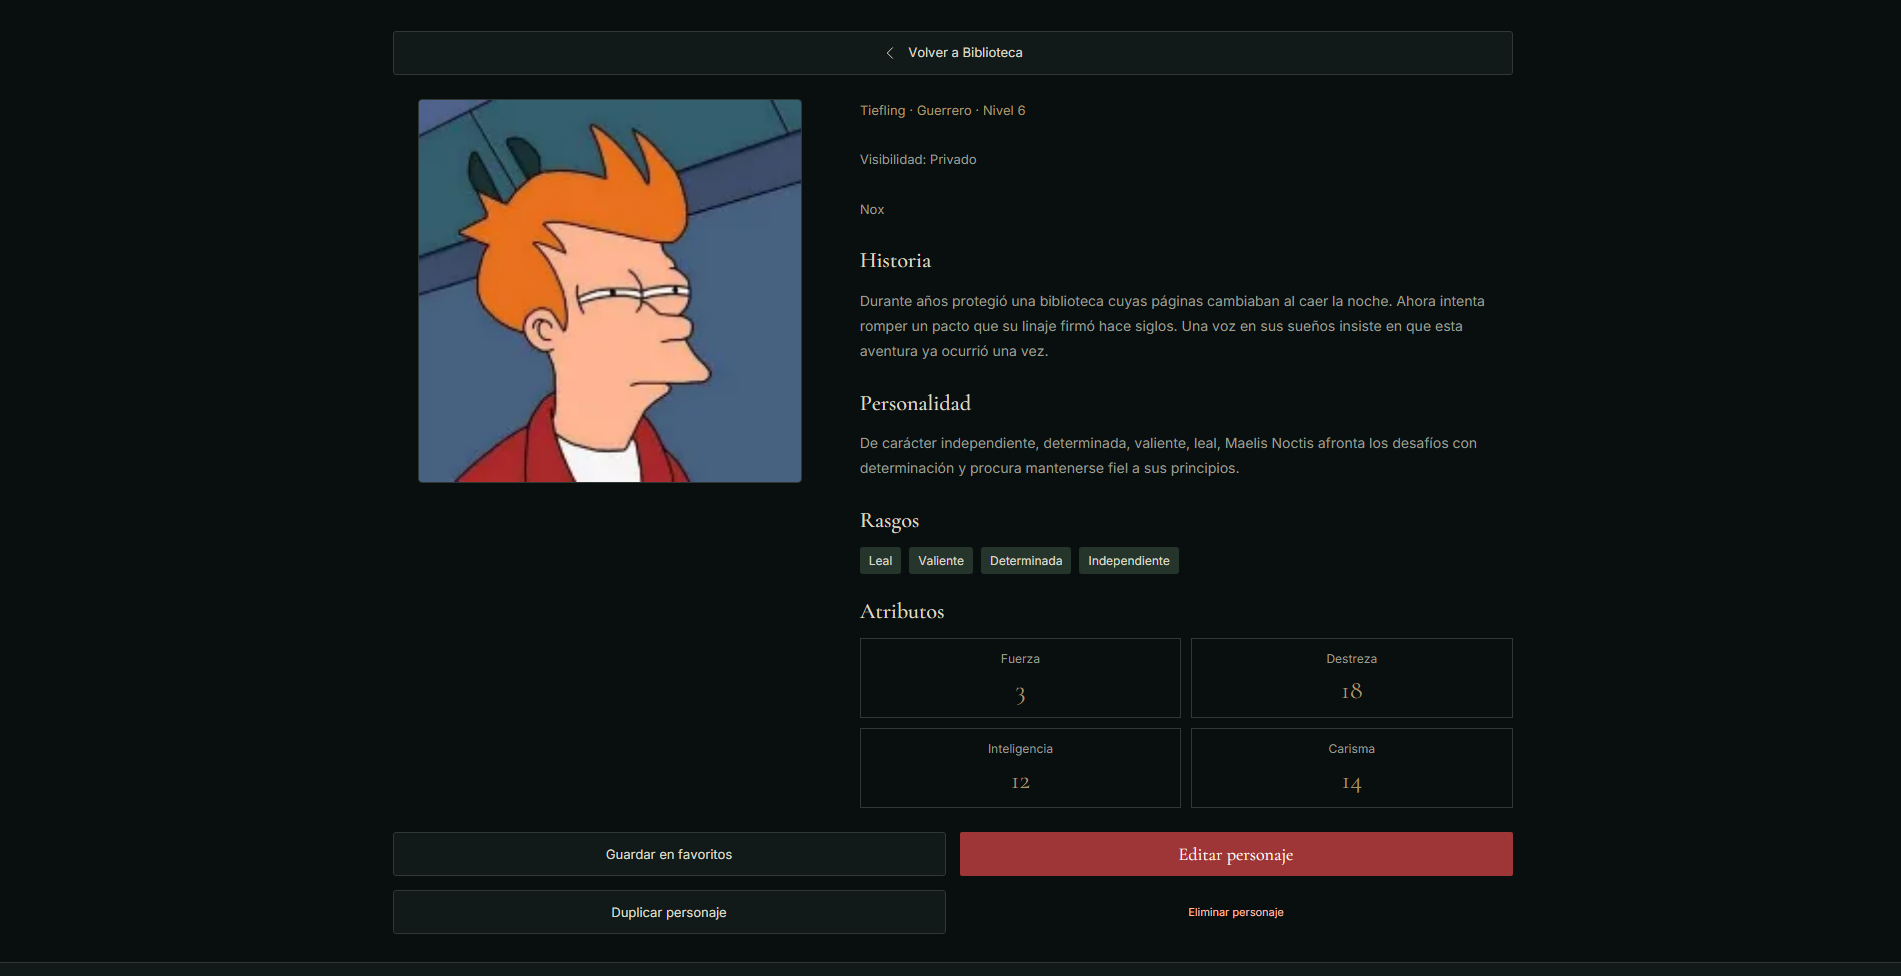 Volver a Biblioteca
Tiefling · Guerrero · Nivel 6
Visibilidad: Privado
Nox
Historia
Durante años protegió una biblioteca cuyas páginas cambiaban al caer la noche. Ahora intenta
romper un pacto que su linaje firmó hace siglos. Una voz en sus sueños insiste en que esta
aventura ya ocurrió una vez.
Personalidad
De carácter independiente, determinada, valiente, leal, Maelis Noctis afronta los desafíos con
determinación y procura mantenerse fiel a sus principios.
Rasgos
Leal Valiente Determinada Independiente
Atributos
Fuerza Destreza
3 18
Inteligencia Carisma
12 14
Guardar en favoritos Editar personaje
Duplicar personaje Eliminar personaje